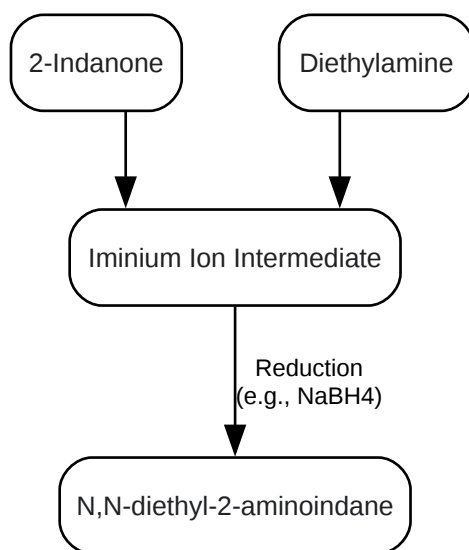 2-Indanone
Diethylamine
Iminium Ion Intermediate
Reduction
(e.g., NaBH4)
N,N-diethyl-2-aminoindane